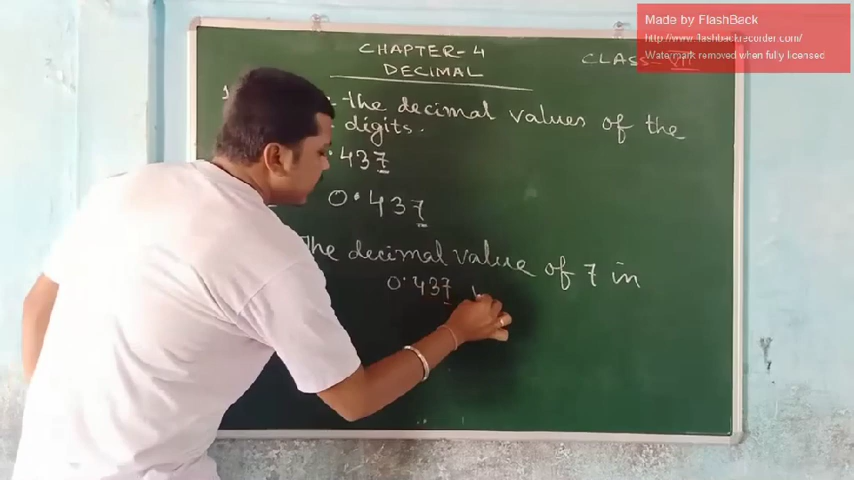 Made by FlashBack
http://www.flashbackrecorder.com/
Watermark removed when fully licensed
CHAPTER-4
CLASS-VII
DECIMAL
the decimal values of the
digits.
.437
0.437
The decimal value of 7 in
0.437